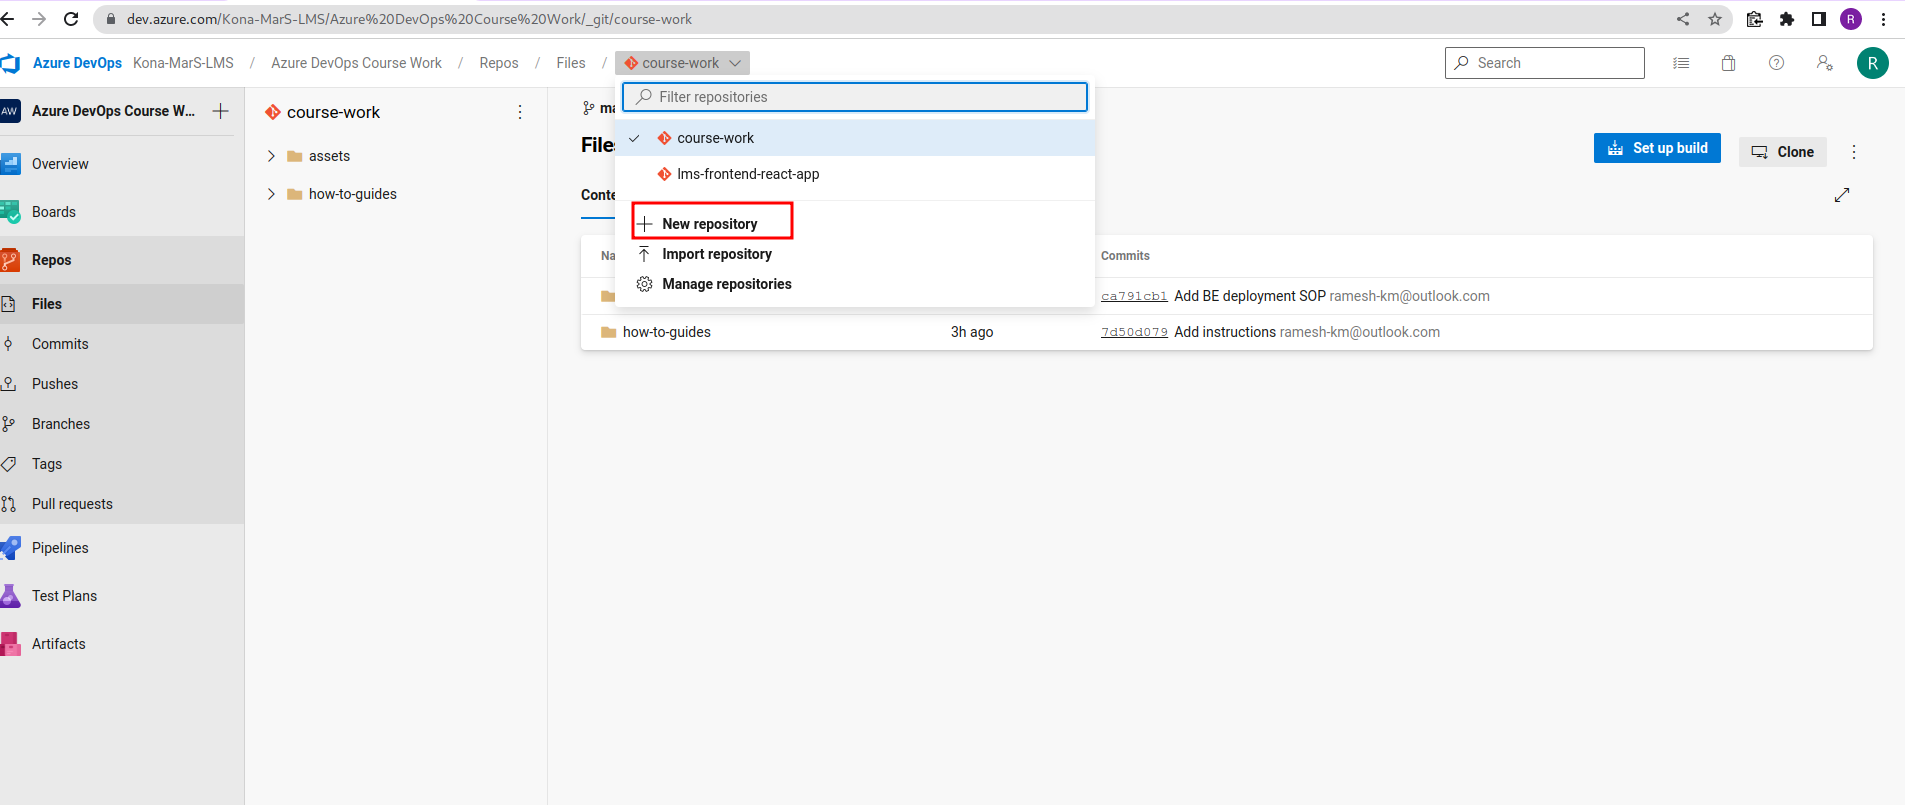 dev.azure.com/Kona-MarS-LMS/Azure%20DevOps%20Course%20Work/_git/course-work
R
Azure DevOps Kona-MarS-LMS / Azure DevOps Course Work / Repos / Files / course-work
Search
R
AW Azure DevOps Course W...
Overview
Boards
Repos
Files
Commits
Pushes
Branches
Tags
Pull requests
Pipelines
Test Plans
Artifacts
course-work
assets
how-to-guides
Filter repositories
course-work
lms-frontend-react-app
New repository
Import repository
Manage repositories
Set up build
Clone
Commits
ca791cb1 Add BE deployment SOP ramesh-km@outlook.com
how-to-guides 3h ago 7d50d079 Add instructions ramesh-km@outlook.com